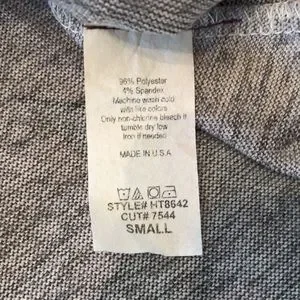 96% Polyester
4% Spandex
Machine wash cold
with like colors
Only non-chlorine bleach if
tumble dry low
Iron if needed
MADE IN U.S.A
STYLE# HT8642
CUT# 7544
SMALL